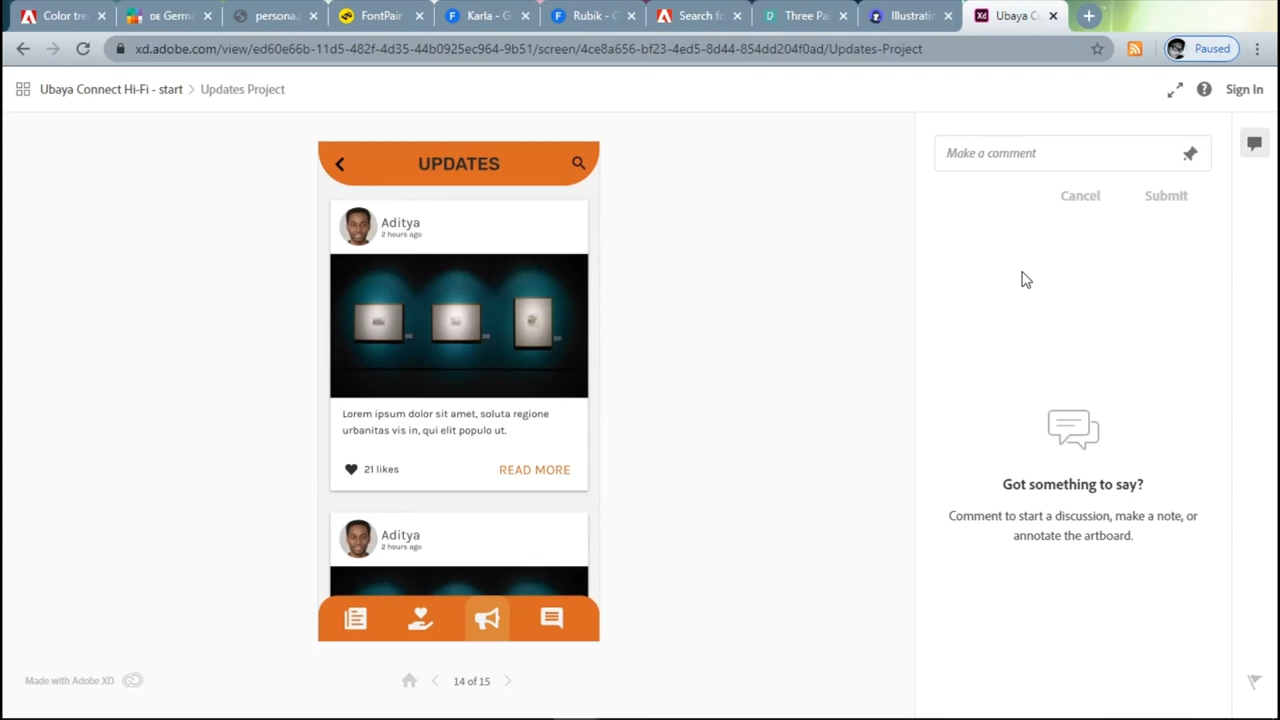 Color tre
DE Germ
persona.
FontPair
Karla - G
Rubik - G
Search fo
Three Pa
Illustrati
Xd
Ubaya C
xd.adobe.com/view/ed60e66b-11d5-482f-4d35-44b0925ec964-9b51/screen/4ce8a656-bf23-4ed5-8d44-854dd204f0ad/Updates-Project
Paused
Ubaya Connect Hi-Fi - start > Updates Project
Sign In
UPDATES
Make a comment
Cancel
Submit
Aditya
2 hours ago
Lorem ipsum dolor sit amet, soluta regione
urbanitas vis in, qui elit populo ut.
21 likes
READ MORE
Got something to say?
Comment to start a discussion, make a note, or
annotate the artboard.
Aditya
2 hours ago
Made with Adobe XD
14 of 15